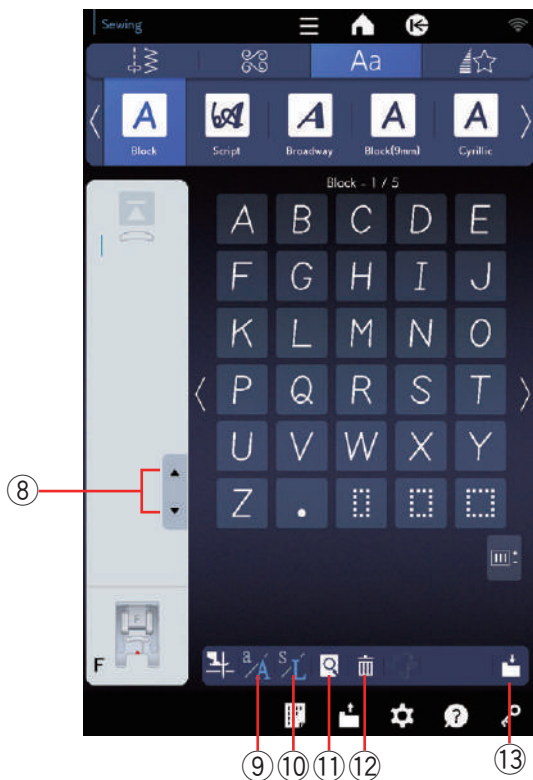 Sewing
Aa
A A A A A
Block Script Broadway Block(9mm) Cyrillic
Block - 1 / 5
A B C D E
F G H I J
K L M N O
P Q R S T
U V W X Y
Z .
⑧
F
a/A S/L
?
⑨ ⑩ ⑪ ⑫ ⑬